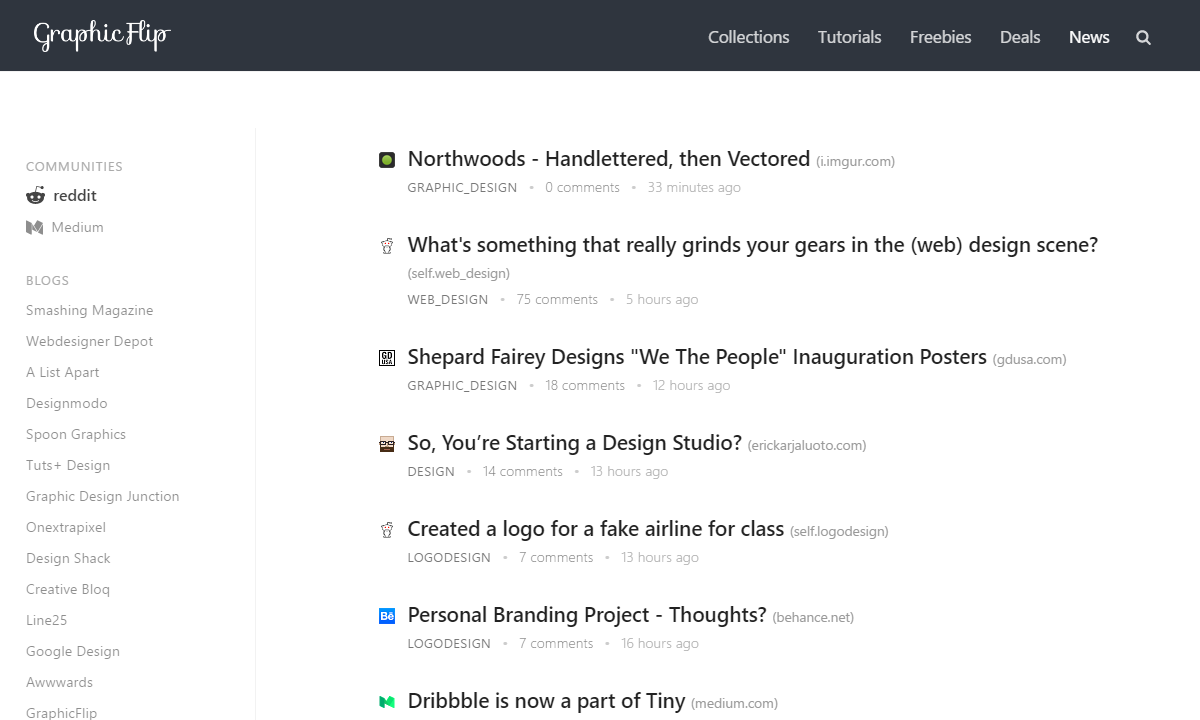 GraphicFlip
Collections Tutorials Freebies Deals News
COMMUNITIES
reddit
Medium
BLOGS
Smashing Magazine
Webdesigner Depot
A List Apart
Designmodo
Spoon Graphics
Tuts+ Design
Graphic Design Junction
Onextrapixel
Design Shack
Creative Bloq
Line25
Google Design
Awwwards
GraphicFlip
Northwoods - Handlettered, then Vectored (i.imgur.com)
GRAPHIC_DESIGN • 0 comments • 33 minutes ago
What's something that really grinds your gears in the (web) design scene?
(self.web_design)
WEB_DESIGN • 75 comments • 5 hours ago
GD
USA
Shepard Fairey Designs "We The People" Inauguration Posters (gdusa.com)
GRAPHIC_DESIGN • 18 comments • 12 hours ago
So, You’re Starting a Design Studio? (erickarjaluoto.com)
DESIGN • 14 comments • 13 hours ago
Created a logo for a fake airline for class (self.logodesign)
LOGODESIGN • 7 comments • 13 hours ago
Bē Personal Branding Project - Thoughts? (behance.net)
LOGODESIGN • 7 comments • 16 hours ago
Dribbble is now a part of Tiny (medium.com)